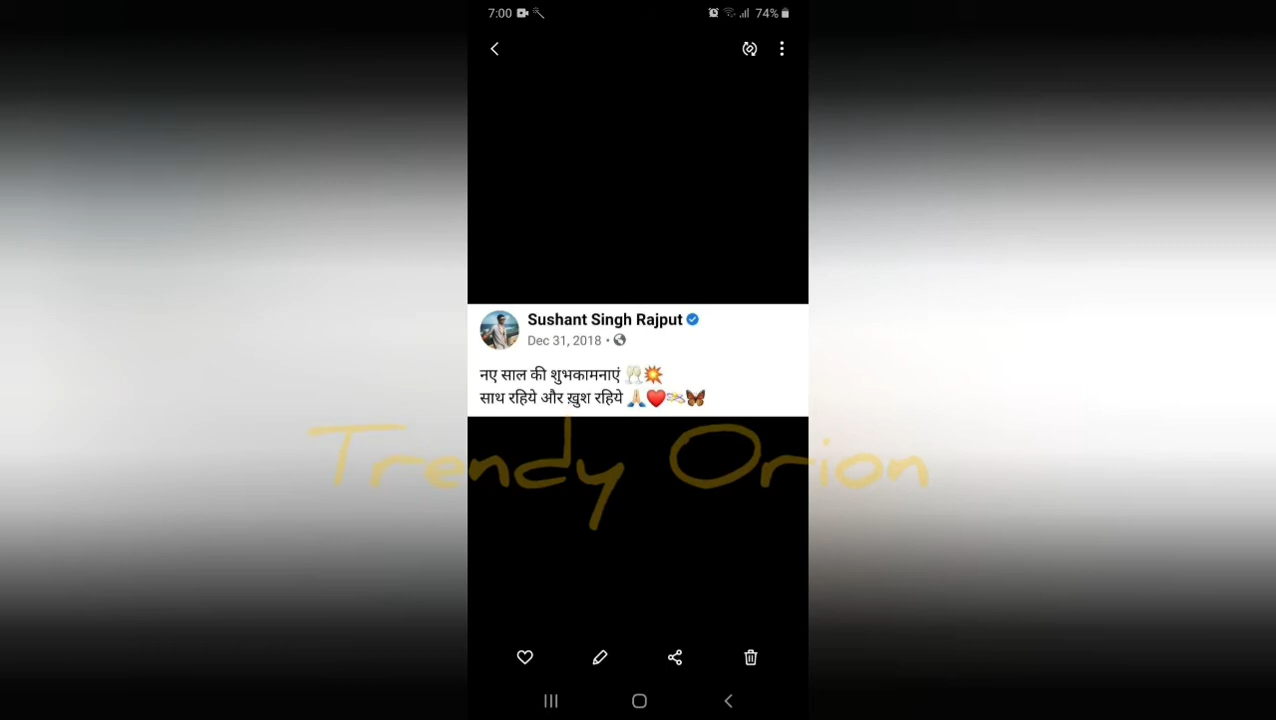 7:00 74%
Sushant Singh Rajput
Dec 31, 2018
नए साल की शुभकामनाएं 🥂💥
साथ रहिये और ख़ुश रहिये 🙏❤️🪁🦋
Trendy Orion